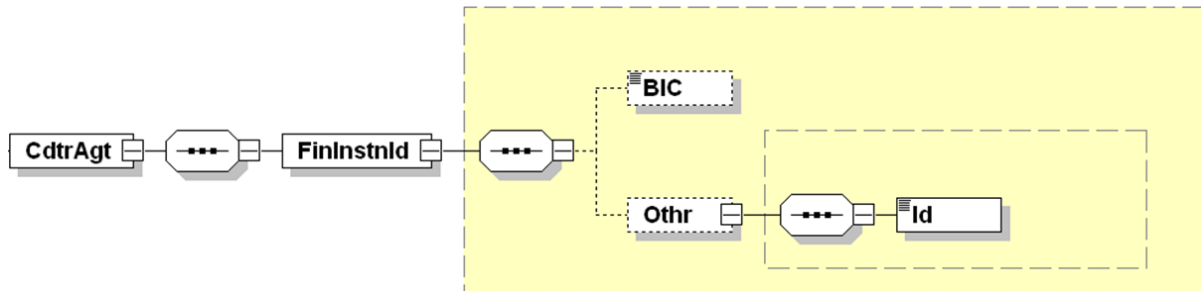 BIC
CdtrAgt
FinInstnId
Othr
Id